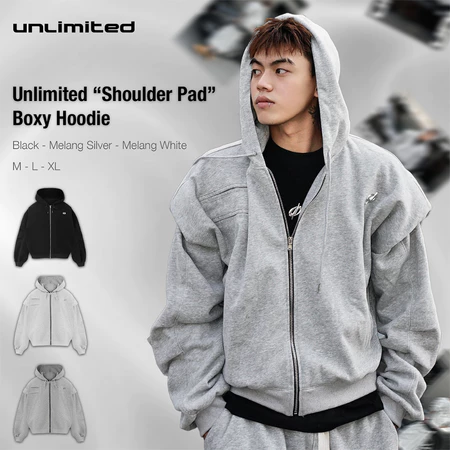 unlimited
Unlimited “Shoulder Pad”
Boxy Hoodie
Black - Melang Silver - Melang White
M - L - XL